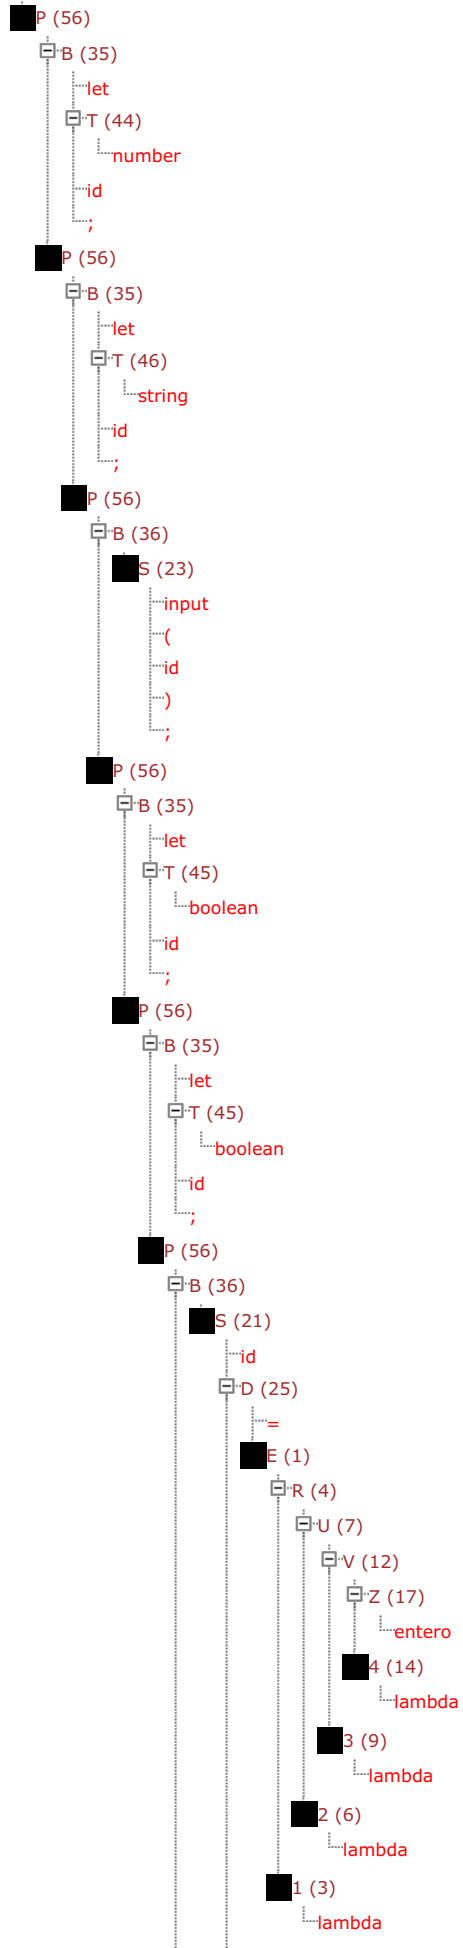 P (56)
B (35)
let
T (44)
number
id
;
P (56)
B (35)
let
T (46)
string
id
;
P (56)
B (36)
S (23)
input
(
id
)
;
P (56)
B (35)
let
T (45)
boolean
id
;
P (56)
B (35)
let
T (45)
boolean
id
;
P (56)
B (36)
S (21)
id
D (25)
=
E (1)
R (4)
U (7)
V (12)
Z (17)
entero
4 (14)
lambda
3 (9)
lambda
2 (6)
lambda
1 (3)
lambda